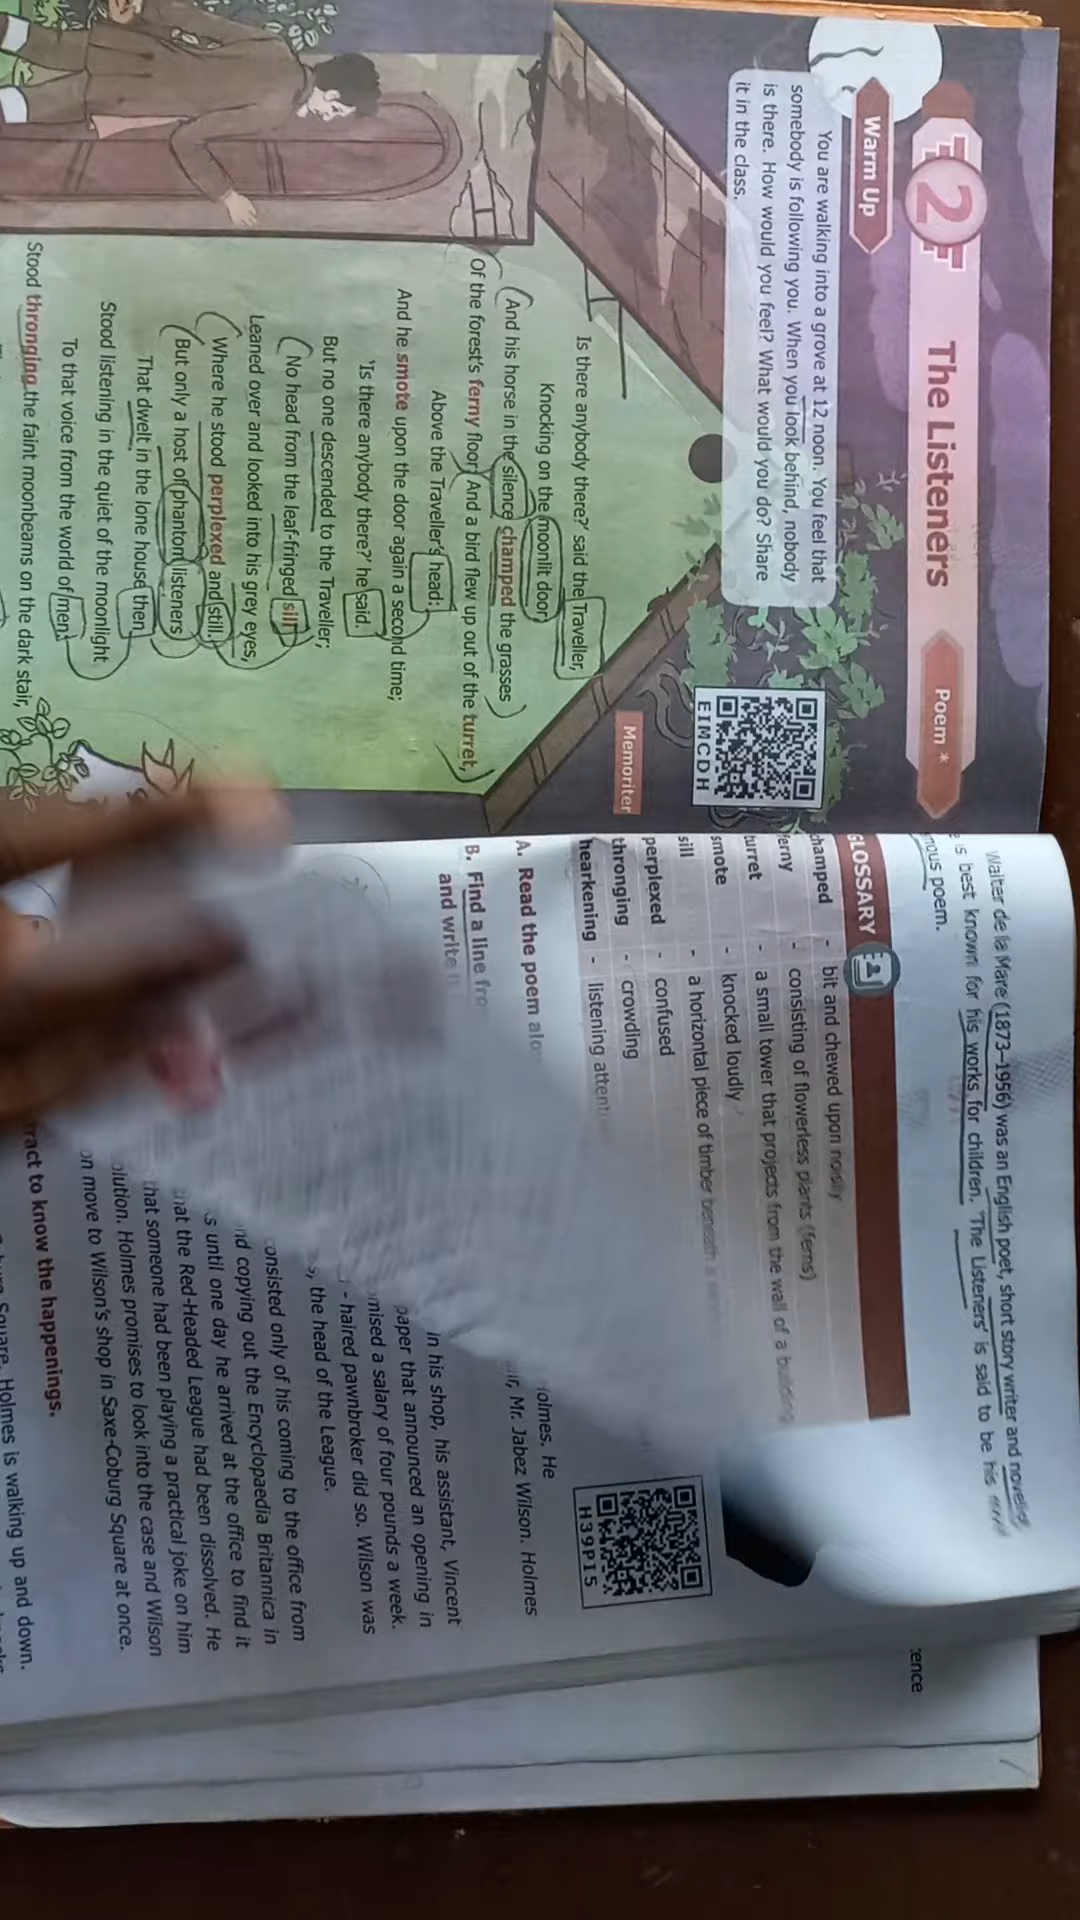 2
The Listeners
Poem *
Warm Up
You are walking into a grove at 12 noon. You feel that
somebody is following you. When you look behind, nobody
is there. How would you feel? What would you do? Share
it in the class.
EIMCDH
Memoriter
Is there anybody there?' said the Traveller,
Knocking on the moonlit door;
And his horse in the silence champed the grasses
Of the forest's ferny floor; And a bird flew up out of the turret,
Above the Traveller's head:
And he smote upon the door again a second time;
'Is there anybody there?' he said.
But no one descended to the Traveller;
No head from the leaf-fringed sill
Leaned over and looked into his grey eyes,
Where he stood perplexed and still.
But only a host of phantom listeners
That dwelt in the lone house then
Stood listening in the quiet of the moonlight
To that voice from the world of men:
Stood thronging the faint moonbeams on the dark stair,
Walter de la Mare (1873–1956) was an English poet, short story writer and novelist
is best known for his works for children. 'The Listeners' is said to be his
poem.
GLOSSARY
champed - bit and chewed upon noisily
ferny - consisting of flowerless plants (ferns)
turret - a small tower that projects from the wall of a building
smote - knocked loudly
sill - a horizontal piece of timber beneath a
perplexed - confused
thronging - crowding
hearkening - listening
A. Read the poem
B. Find a line
and write
H39PI5
Holmes. He
Mr. Jabez Wilson. Holmes
in his shop, his assistant, Vincent
paper that announced an opening in
a salary of four pounds a week.
- haired pawnbroker did so. Wilson was
the head of the League.
consisted only of his coming to the office from
and copying out the Encyclopaedia Britannica in
until one day he arrived at the office to find it
that the Red-Headed League had been dissolved. He
that someone had been playing a practical joke on him
Holmes promises to look into the case and Wilson
move to Wilson's shop in Saxe-Coburg Square at once.
to know the happenings.
Square. Holmes is walking up and down.